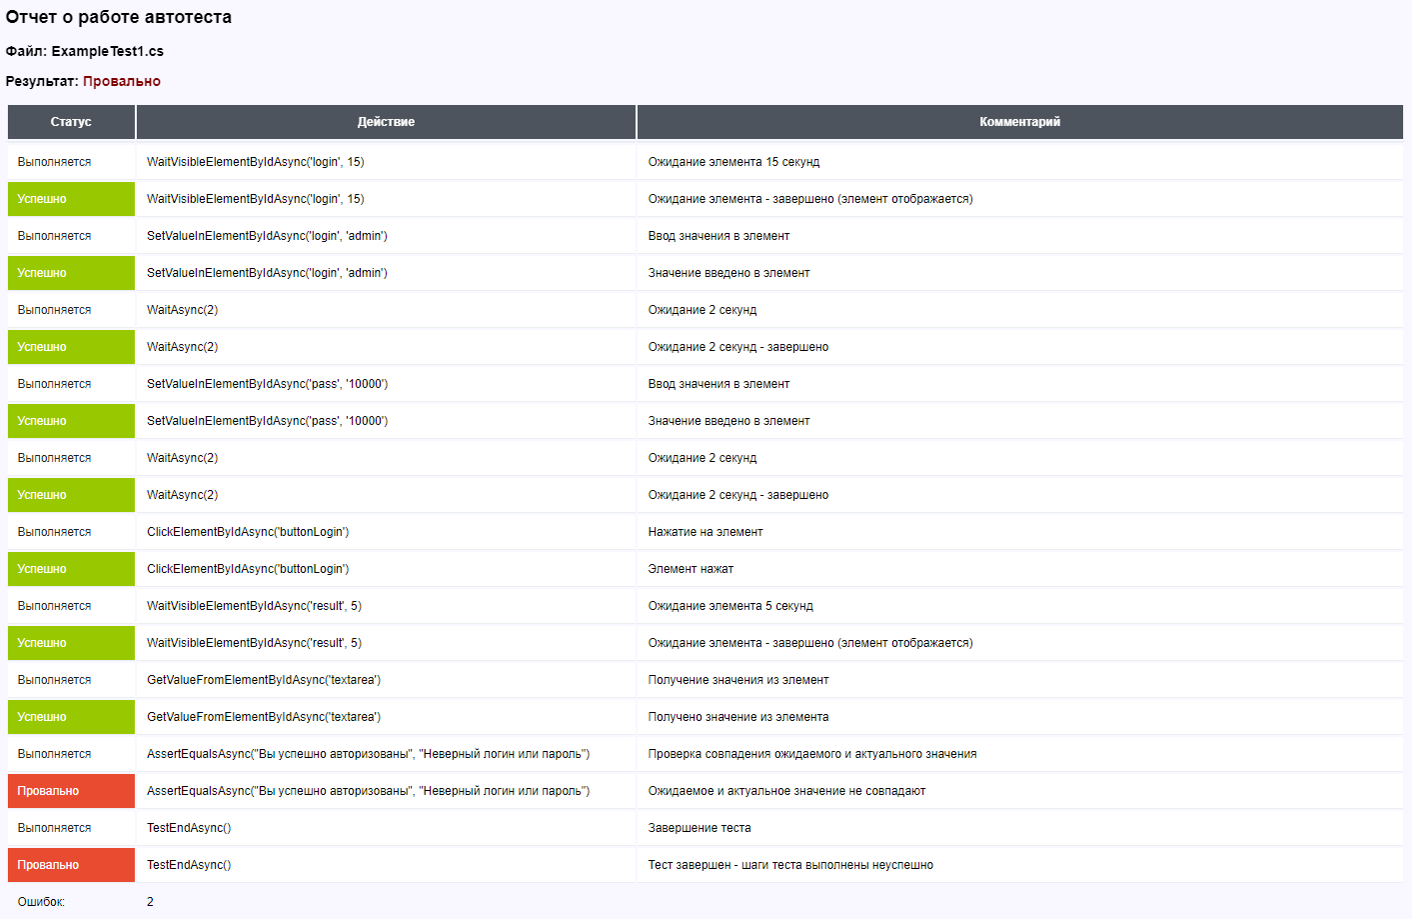 Отчет о работе автотеста
Файл: ExampleTest1.cs
Результат: Провально
Статус Действие Комментарий
Выполняется WaitVisibleElementByIdAsync('login', 15) Ожидание элемента 15 секунд
Успешно WaitVisibleElementByIdAsync('login', 15) Ожидание элемента - завершено (элемент отображается)
Выполняется SetValueInElementByIdAsync('login', 'admin') Ввод значения в элемент
Успешно SetValueInElementByIdAsync('login', 'admin') Значение введено в элемент
Выполняется WaitAsync(2) Ожидание 2 секунд
Успешно WaitAsync(2) Ожидание 2 секунд - завершено
Выполняется SetValueInElementByIdAsync('pass', '10000') Ввод значения в элемент
Успешно SetValueInElementByIdAsync('pass', '10000') Значение введено в элемент
Выполняется WaitAsync(2) Ожидание 2 секунд
Успешно WaitAsync(2) Ожидание 2 секунд - завершено
Выполняется ClickElementByIdAsync('buttonLogin') Нажатие на элемент
Успешно ClickElementByIdAsync('buttonLogin') Элемент нажат
Выполняется WaitVisibleElementByIdAsync('result', 5) Ожидание элемента 5 секунд
Успешно WaitVisibleElementByIdAsync('result', 5) Ожидание элемента - завершено (элемент отображается)
Выполняется GetValueFromElementByIdAsync('textarea') Получение значения из элемент
Успешно GetValueFromElementByIdAsync('textarea') Получено значение из элемента
Выполняется AssertEqualsAsync("Вы успешно авторизованы", "Неверный логин или пароль") Проверка совпадения ожидаемого и актуального значения
Провально AssertEqualsAsync("Вы успешно авторизованы", "Неверный логин или пароль") Ожидаемое и актуальное значение не совпадают
Выполняется TestEndAsync() Завершение теста
Провально TestEndAsync() Тест завершен - шаги теста выполнены неуспешно
Ошибок: 2